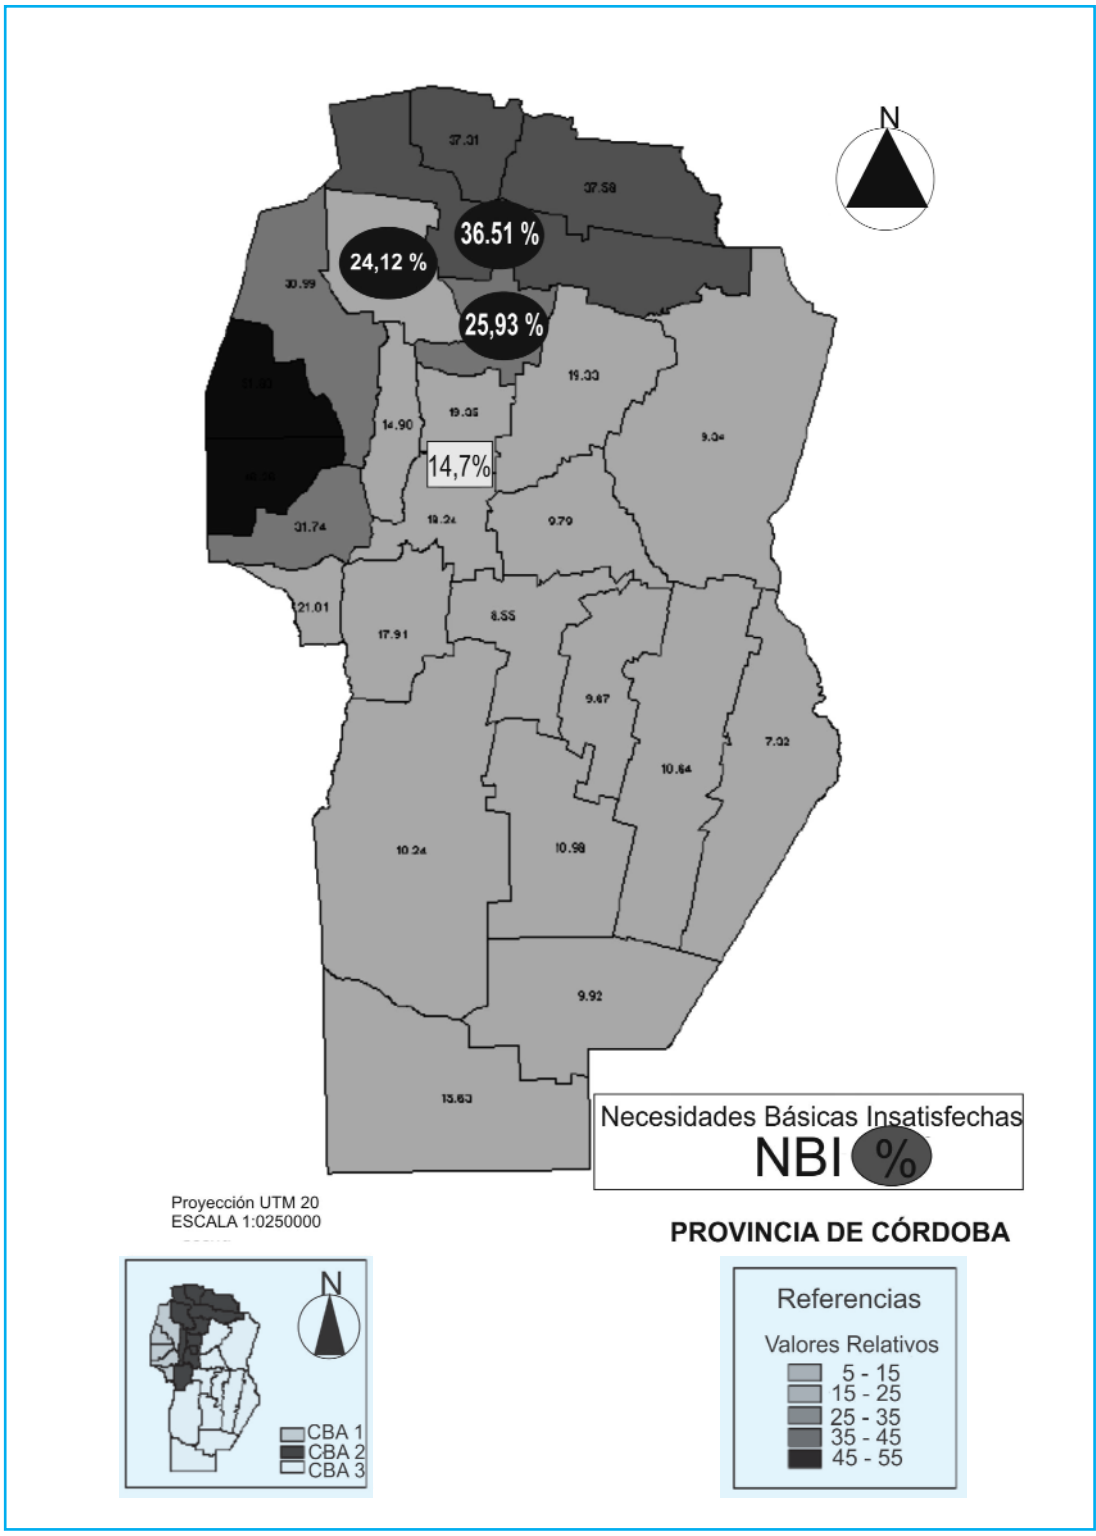 N
37.31
37.58
36.51 %
24,12 %
30.99
25,93 %
19.33
14.90
19.05
9.04
14,7%
31.74
18.24
9.79
21.01
17.91
8.55
9.67
7.02
10.64
10.24
10.98
9.92
15.63
Necesidades Básicas Insatisfechas
NBI %
Proyección UTM 20
ESCALA 1:0250000
PROVINCIA DE CÓRDOBA
N
CBA 1
CBA 2
CBA 3
Referencias
Valores Relativos
5 - 15
15 - 25
25 - 35
35 - 45
45 - 55